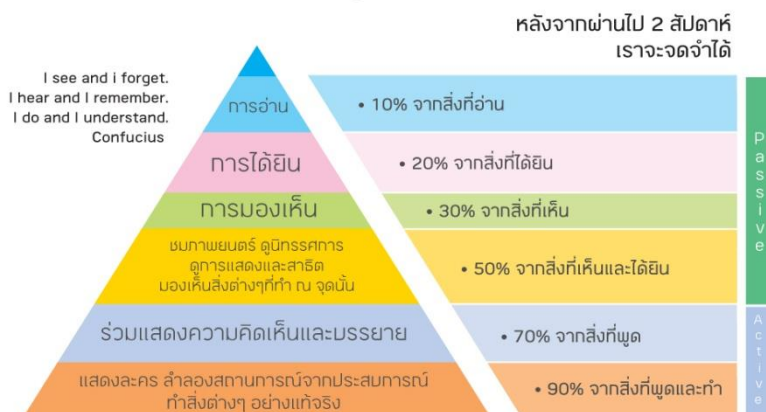 หลังจากผ่านไป 2 สัปดาห์
เราจะจดจำได้
I see and i forget.
I hear and I remember.
I do and I understand.
Confucius
การอ่าน
• 10% จากสิ่งที่อ่าน
การได้ยิน
• 20% จากสิ่งที่ได้ยิน
การมองเห็น
• 30% จากสิ่งที่เห็น
ชมภาพยนตร์ ดูนิทรรศการ
ดูการแสดงและสาธิต
มองเห็นสิ่งต่างๆที่ทำ ณ จุดนั้น
• 50% จากสิ่งที่เห็นและได้ยิน
Passive
ร่วมแสดงความคิดเห็นและบรรยาย
• 70% จากสิ่งที่พูด
แสดงละคร ลำลองสถานการณ์จากประสบการณ์
ทำสิ่งต่างๆ อย่างแท้จริง
• 90% จากสิ่งที่พูดและทำ
Active